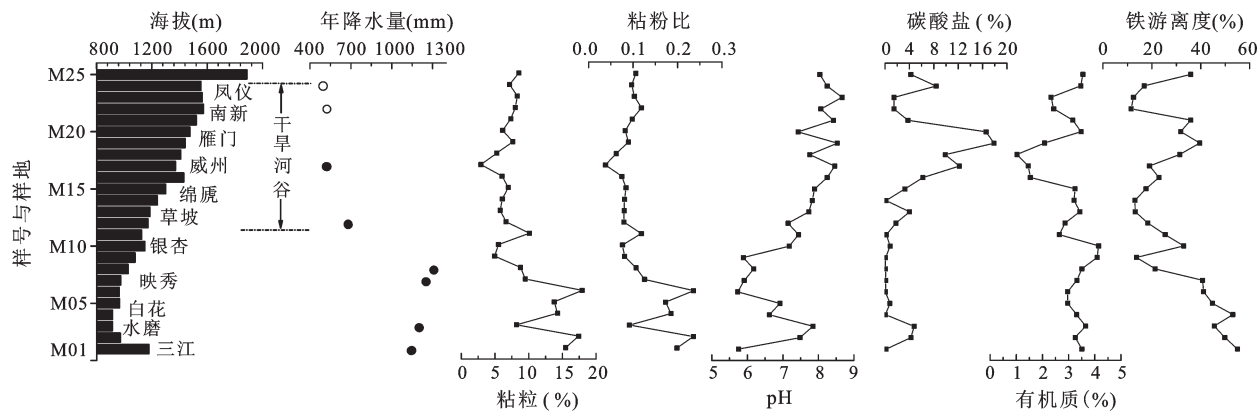 海拔(m)
800 1200 1600 2000
年降水量(mm)
400 700 1000 1300
粘粉比
0.0 0.1 0.2 0.3
碳酸盐(%)
0 4 8 12 16 20
铁游离度(%)
0 20 40 60
样号与样地
M25
M20
M15
M10
M05
M01
凤仪
南新
雁门
威州
绵虒
草坡
银杏
映秀
白花
水磨
三江
干旱河谷
0 5 10 15 20
粘粒(%)
5 6 7 8 9
pH
0 1 2 3 4 5
有机质(%)